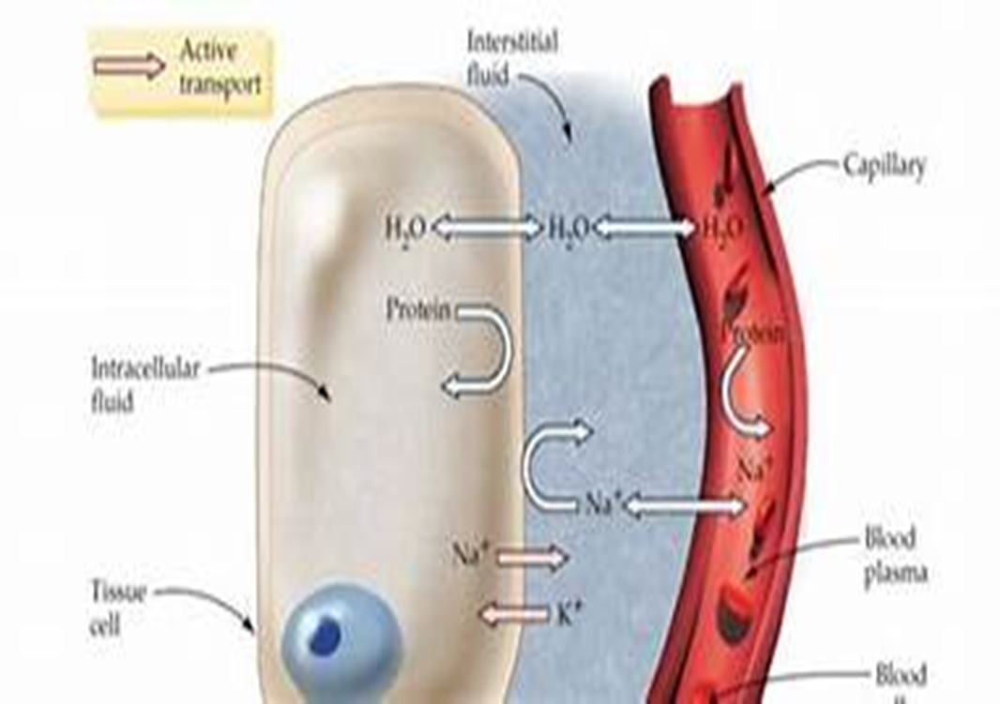 Active
transport
Interstitial
fluid
Capillary
H₂O
H₂O
H₂O
Protein
Protein
Intracellular
fluid
Na⁺
Na⁺
Na⁺
K⁺
Blood
plasma
Tissue
cell
Blood